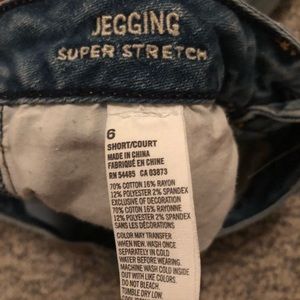 JEGGING
SUPER STRETCH
6
SHORT/COURT
MADE IN CHINA
FABRIQUÉ EN CHINE
RN 54485 CA 03873
70% COTTON 16% RAYON
12% POLYESTER 2% SPANDEX
EXCLUSIVE OF DECORATION
70% COTON 16% RAYONNE
12% POLYESTER 2% SPANDEX
SANS LES DÉCORATIONS
COLOR MAY TRANSFER
WHEN NEW. WASH ONCE
SEPARATELY IN COLD
WATER BEFORE WEARING.
MACHINE WASH COLD INSIDE
OUT WITH LIKE COLORS.
DO NOT BLEACH.
TUMBLE DRY LOW